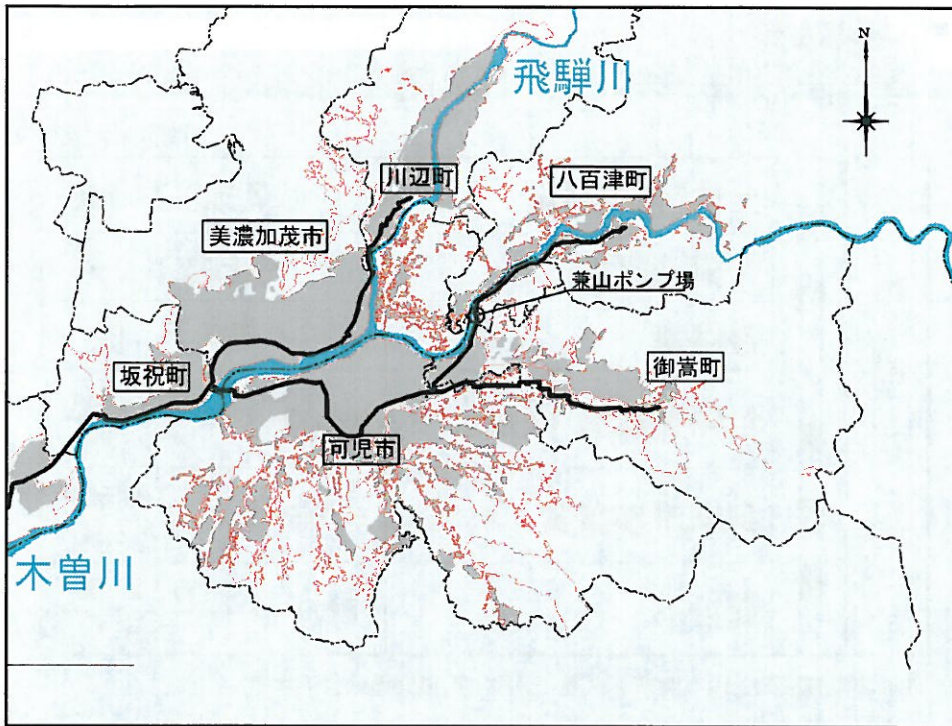 N
飛騨川
川辺町
八百津町
美濃加茂市
兼山ポンプ場
坂祝町
御嵩町
可児市
木曽川